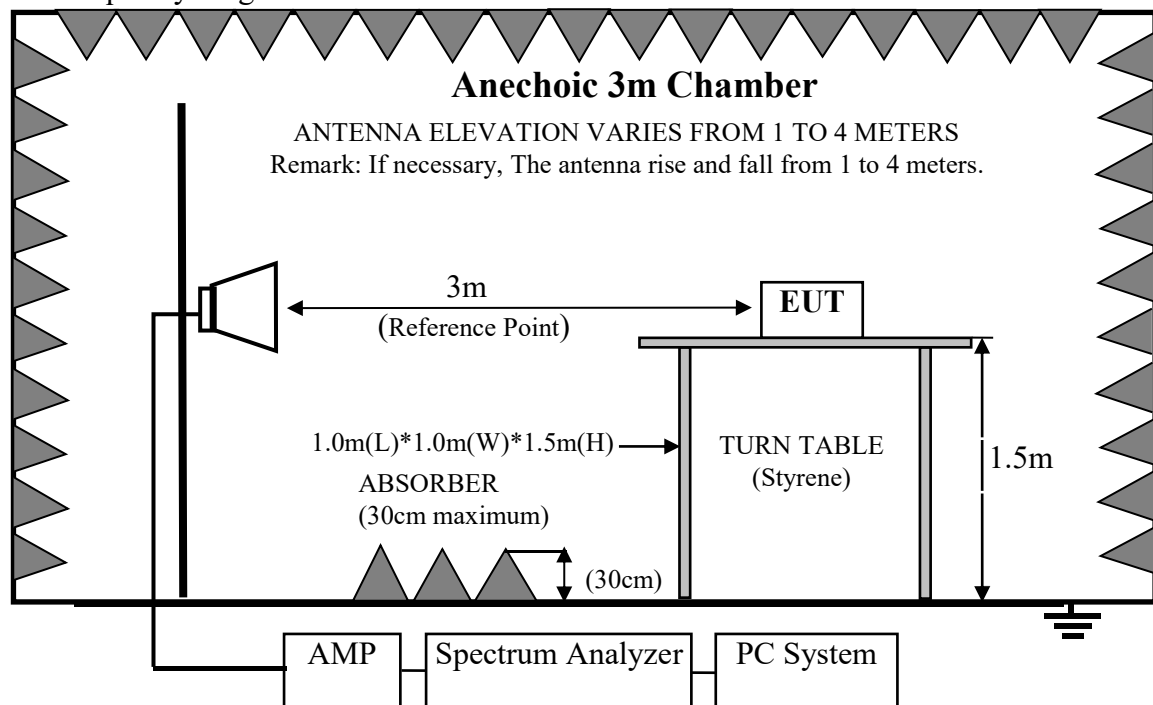 Anechoic 3m Chamber
ANTENNA ELEVATION VARIES FROM 1 TO 4 METERS
Remark: If necessary, The antenna rise and fall from 1 to 4 meters.
3m
(Reference Point)
EUT
1.0m(L)*1.0m(W)*1.5m(H)
TURN TABLE
(Styrene)
1.5m
ABSORBER
(30cm maximum)
(30cm)
AMP
Spectrum Analyzer
PC System